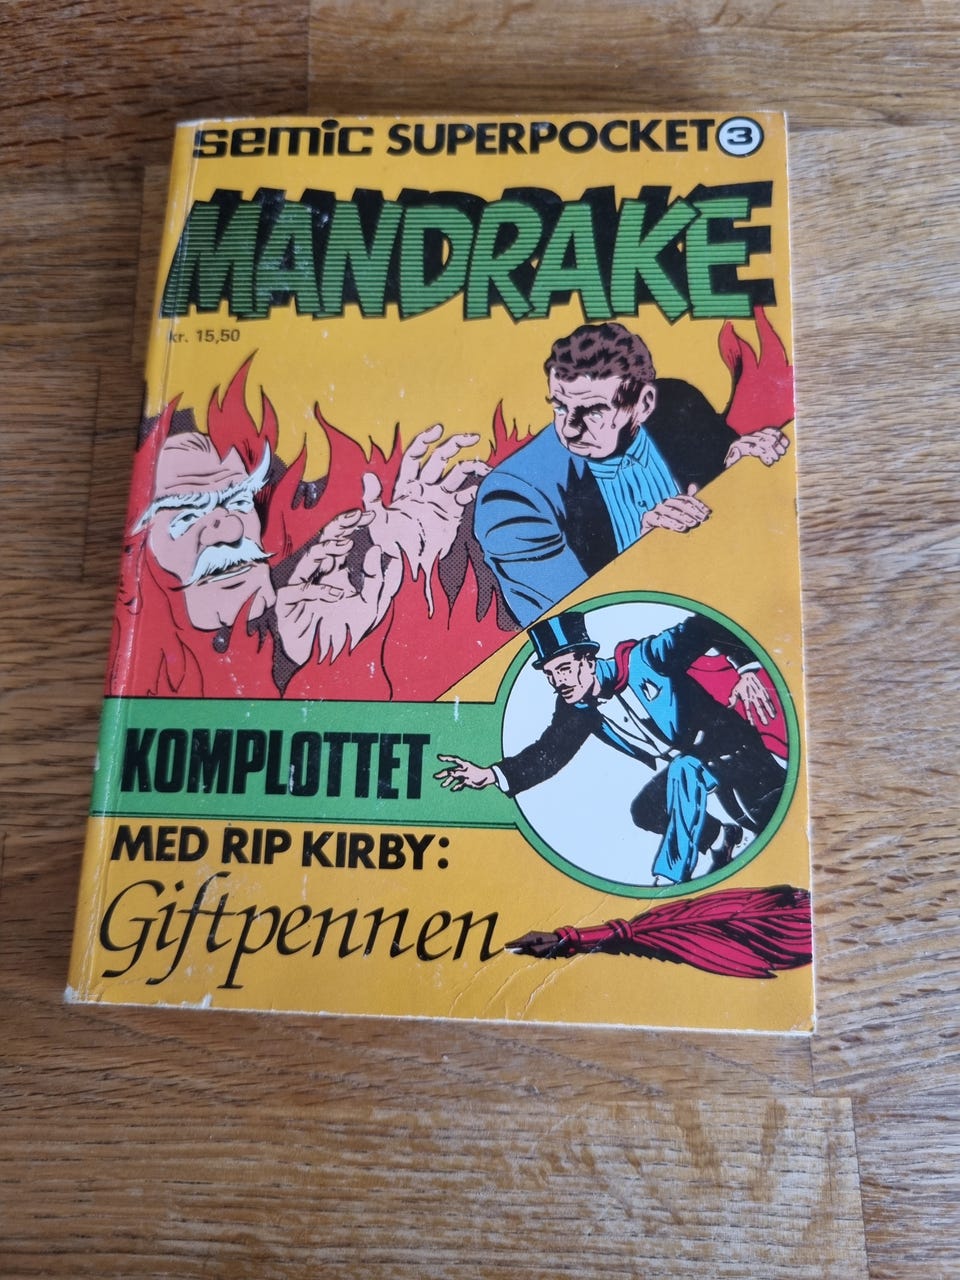 semic SUPERPOCKET 3
MANDRAKE
kr. 15,50
KOMPLOTTET
MED RIP KIRBY:
Giftpennen